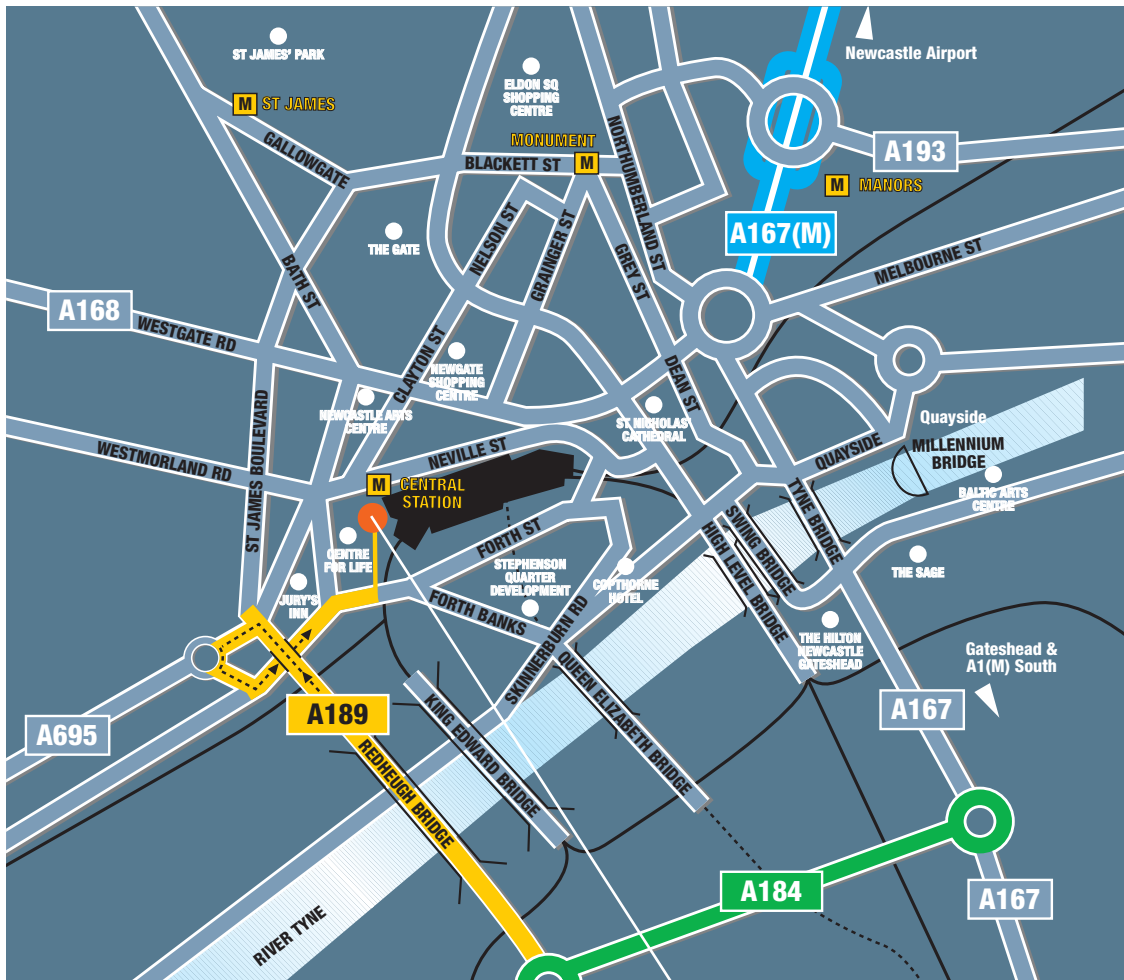 ST JAMES' PARK
Newcastle Airport
ELDON SQ
SHOPPING
CENTRE
M
ST JAMES
GALLOWGATE
MONUMENT
M
BLACKETT ST
NORTHUMBERLAND ST
A193
M
MANORS
A167(M)
THE GATE
NELSON ST
GRAINGER ST
GREY ST
MELBOURNE ST
BATH ST
A168
WESTGATE RD
CLAYTON ST
NEWGATE
SHOPPING
CENTRE
DEAN ST
NEWCASTLE ARTS
CENTRE
ST NICHOLAS'
CATHEDRAL
Quayside
QUAYSIDE
MILLENNIUM
BRIDGE
WESTMORLAND RD
ST JAMES BOULEVARD
NEVILLE ST
M
CENTRAL
STATION
BALTIC ARTS
CENTRE
TYNE BRIDGE
SWING BRIDGE
HIGH LEVEL BRIDGE
CENTRE
FOR LIFE
FORTH ST
STEPHENSON
QUARTER
DEVELOPMENT
COPTHORNE
HOTEL
THE SAGE
JURY'S
INN
FORTH BANKS
SKINNERBURN RD
THE HILTON
NEWCASTLE
GATESHEAD
Gateshead &
A1(M) South
QUEEN ELIZABETH BRIDGE
A189
KING EDWARD BRIDGE
A167
A695
REDHEUGH BRIDGE
A184
A167
RIVER TYNE